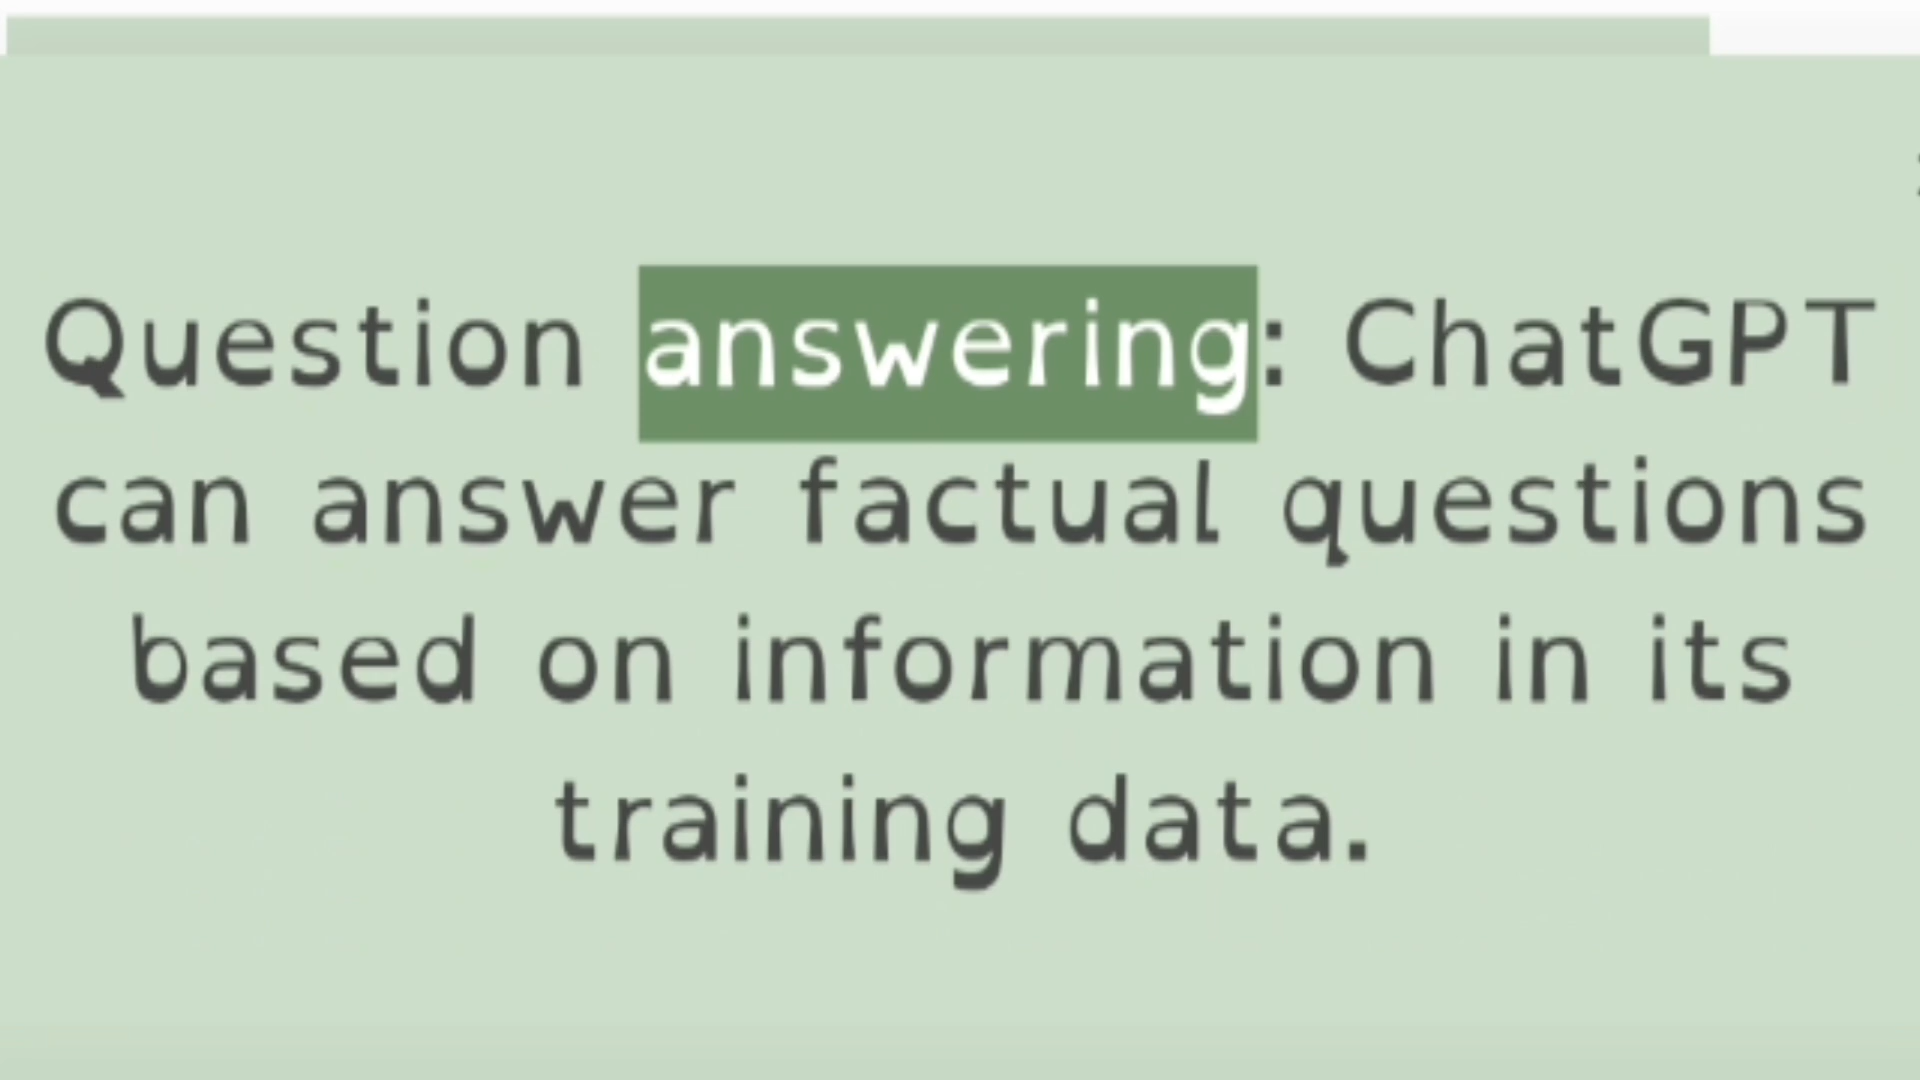 Question answering: ChatGPT
can answer factual questions
based on information in its
training data.